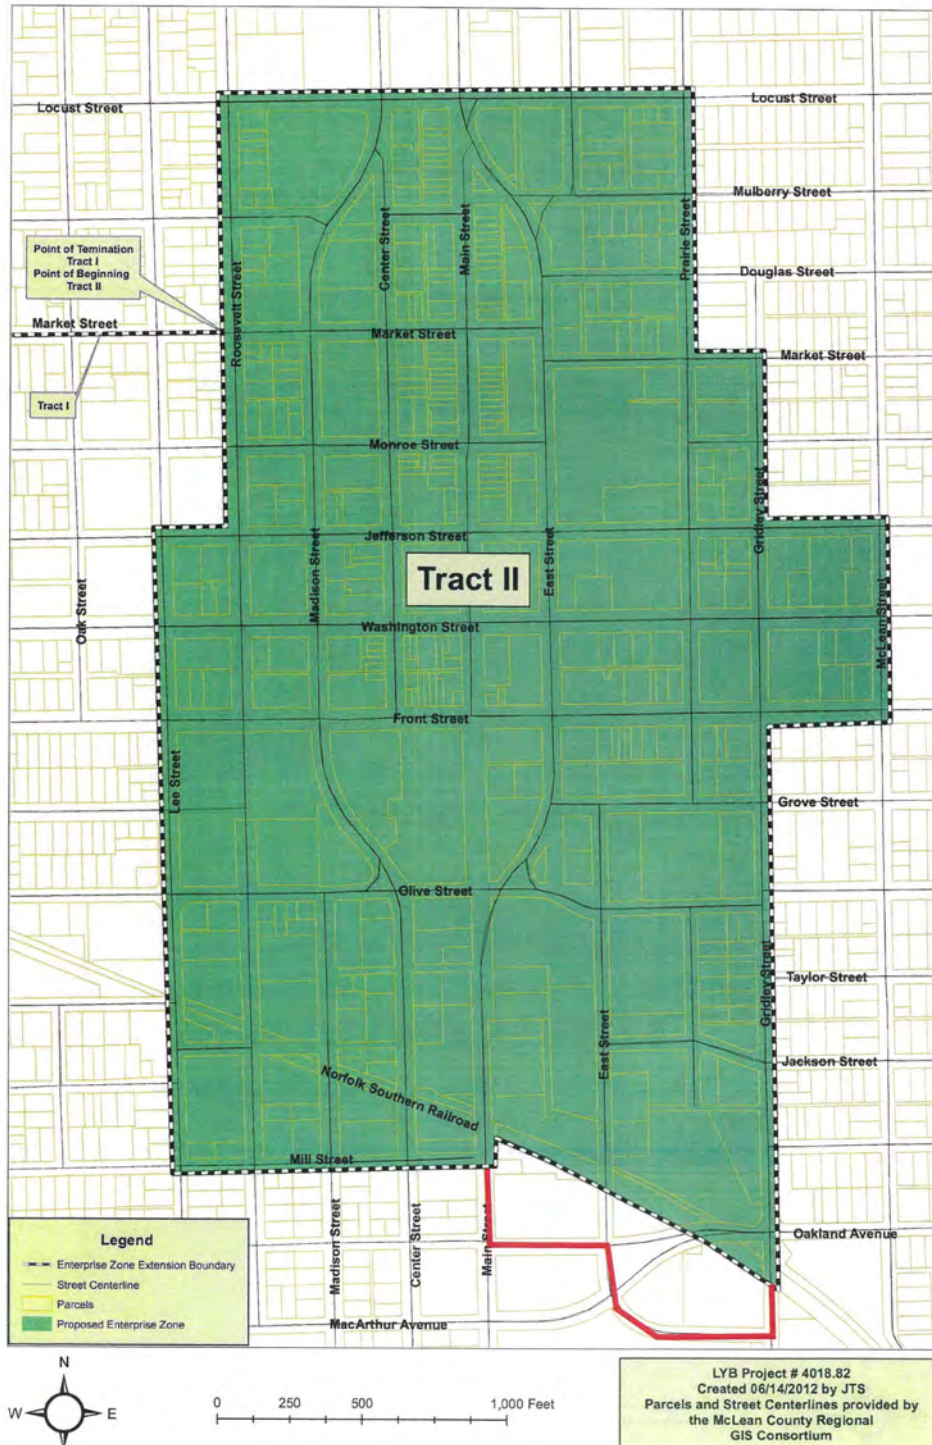 Locust Street
Locust Street
Mulberry Street
Center Street
Main Street
Prairie Street
Point of Temination
Tract I
Point of Beginning
Tract II
Roosevelt Street
Douglas Street
Market Street
Market Street
Market Street
Tract I
Monroe Street
Gridley Street
Jefferson Street
Madison Street
East Street
Tract II
Oak Street
Washington Street
McLean Street
Front Street
Lee Street
Grove Street
Olive Street
Gridley Street
Taylor Street
East Street
Jackson Street
Norfolk Southern Railroad
Mill Street
Madison Street
Center Street
Main Street
Oakland Avenue
MacArthur Avenue
Legend
Enterprise Zone Extension Boundary
Street Centerline
Parcels
Proposed Enterprise Zone
N
W
E
S
0 250 500 1,000 Feet
LYB Project # 4018.82
Created 06/14/2012 by JTS
Parcels and Street Centerlines provided by
the McLean County Regional
GIS Consortium